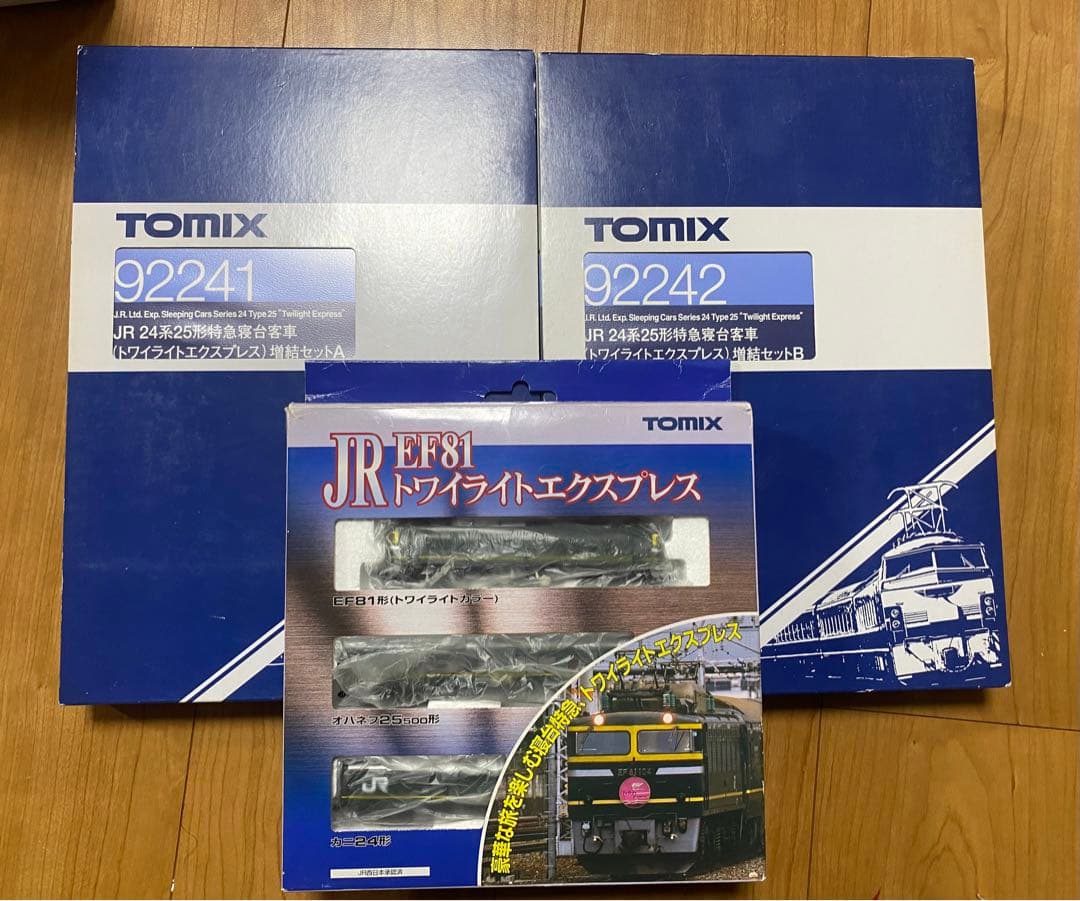 TOMIX
92241
J.R. Ltd. Exp. Sleeping Cars Series 24 Type 25 "Twilight Express"
JR 24系25形特急寝台客車
(トワイライトエクスプレス)増結セットA
TOMIX
92242
J.R. Ltd. Exp. Sleeping Cars Series 24 Type 25 "Twilight Express"
JR 24系25形特急寝台客車
(トワイライトエクスプレス)増結セットB
TOMIX
JR EF81
トワイライトエクスプレス
EF81形(トワイライトカラー)
オハネフ25500形
JR
カニ24形
豪華な旅を楽しむ寝台特急、トワイライトエクスプレス
EF81104
JR西日本承認済